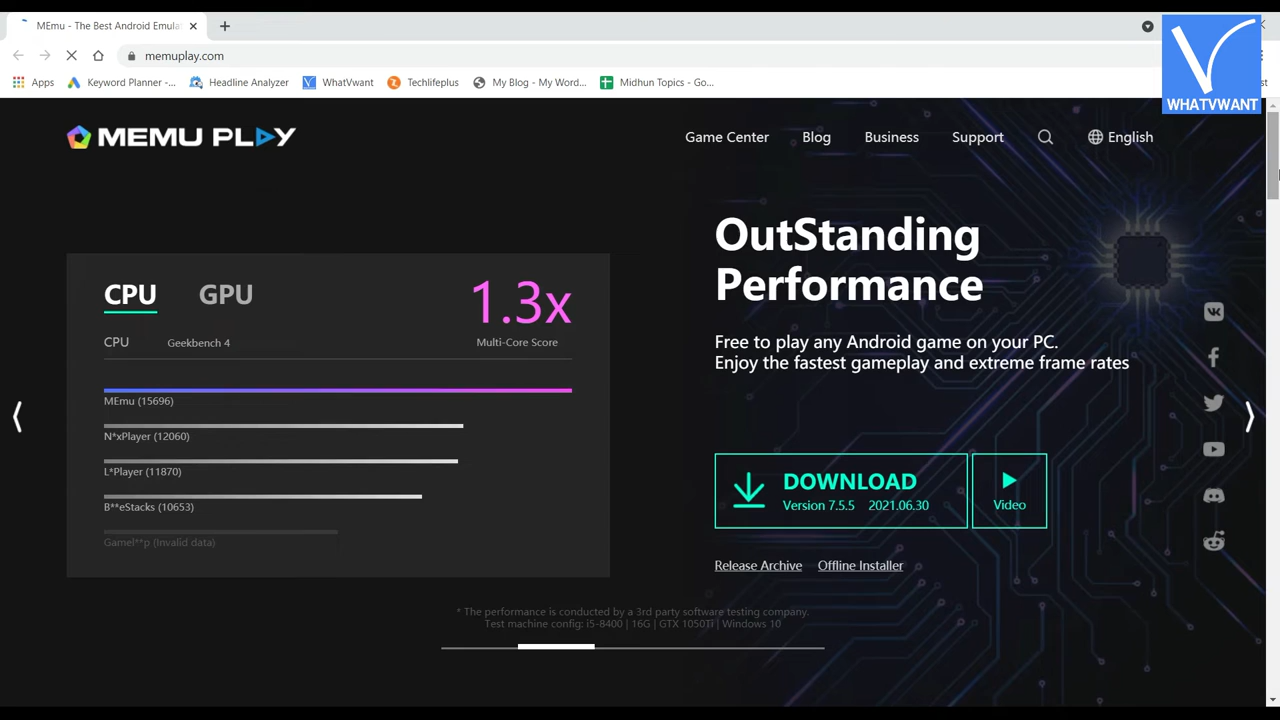 MEmu - The Best Android Emulat
memuplay.com
Apps
Keyword Planner -...
Headline Analyzer
WhatVwant
Techlifeplus
My Blog - My Word...
Midhun Topics - Go...
st
WHATVWANT
MEMU PLAY
Game Center
Blog
Business
Support
English
OutStanding
Performance
Free to play any Android game on your PC.
Enjoy the fastest gameplay and extreme frame rates
CPU GPU
1.3x
CPU Geekbench 4
Multi-Core Score
MEmu (15696)
N*xPlayer (12060)
L*Player (11870)
B**eStacks (10653)
Gamel**p (Invalid data)
DOWNLOAD
Version 7.5.5 2021.06.30
Video
Release Archive Offline Installer
* The performance is conducted by a 3rd party software testing company.
Test machine config: i5-8400 | 16G | GTX 1050Ti | Windows 10